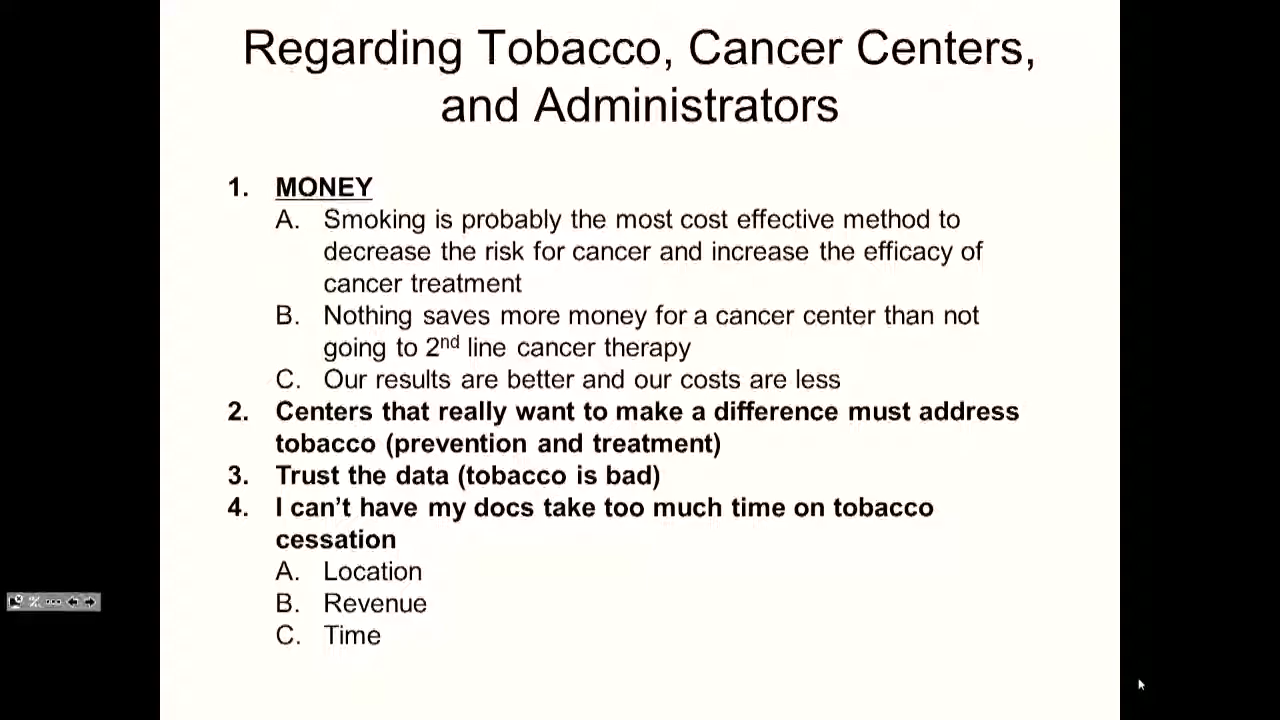 Regarding Tobacco, Cancer Centers,
and Administrators
1. MONEY
A. Smoking is probably the most cost effective method to
decrease the risk for cancer and increase the efficacy of
cancer treatment
B. Nothing saves more money for a cancer center than not
going to 2nd line cancer therapy
C. Our results are better and our costs are less
2. Centers that really want to make a difference must address
tobacco (prevention and treatment)
3. Trust the data (tobacco is bad)
4. I can’t have my docs take too much time on tobacco
cessation
A. Location
B. Revenue
C. Time